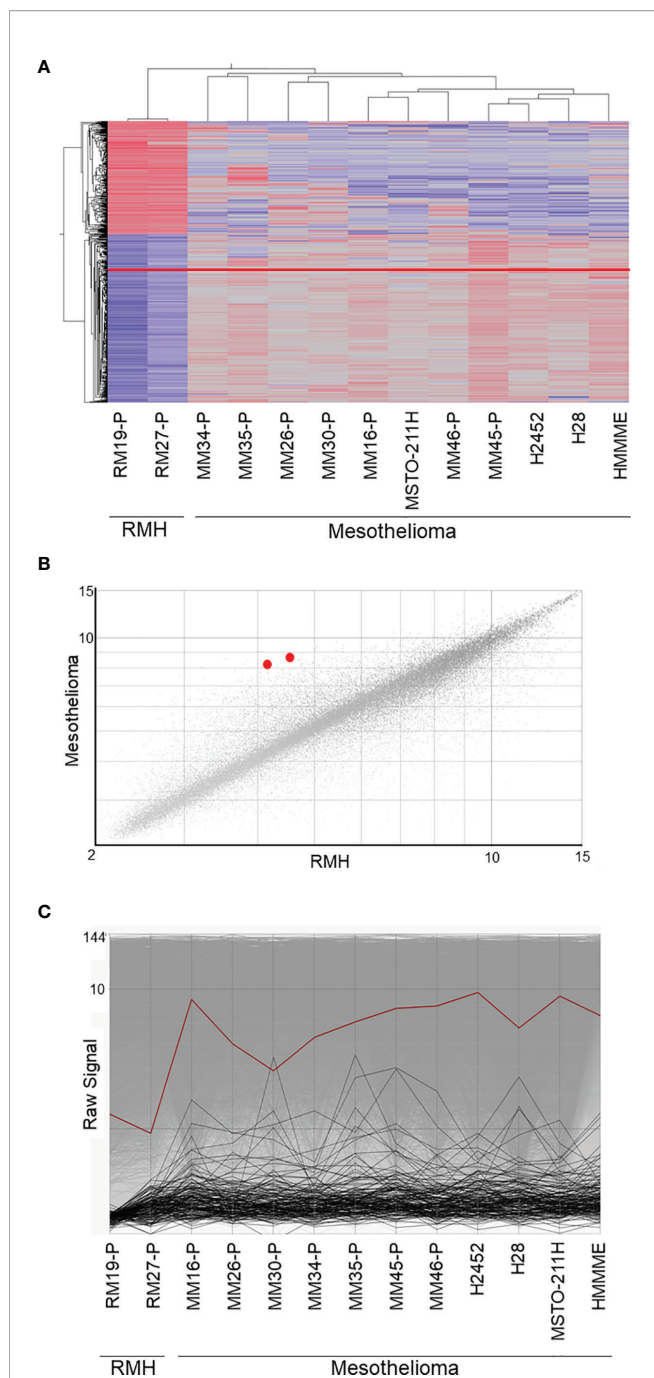 A
RM19-P
RM27-P
MM34-P
MM35-P
MM26-P
MM30-P
MM16-P
MSTO-211H
MM46-P
MM45-P
H2452
H28
HMMME
RMH
Mesothelioma
B
15
10
Mesothelioma
2
10
15
RMH
C
144
10
Raw Signal
RM19-P
RM27-P
MM16-P
MM26-P
MM30-P
MM34-P
MM35-P
MM45-P
MM46-P
H2452
H28
MSTO-211H
HMMME
RMH
Mesothelioma